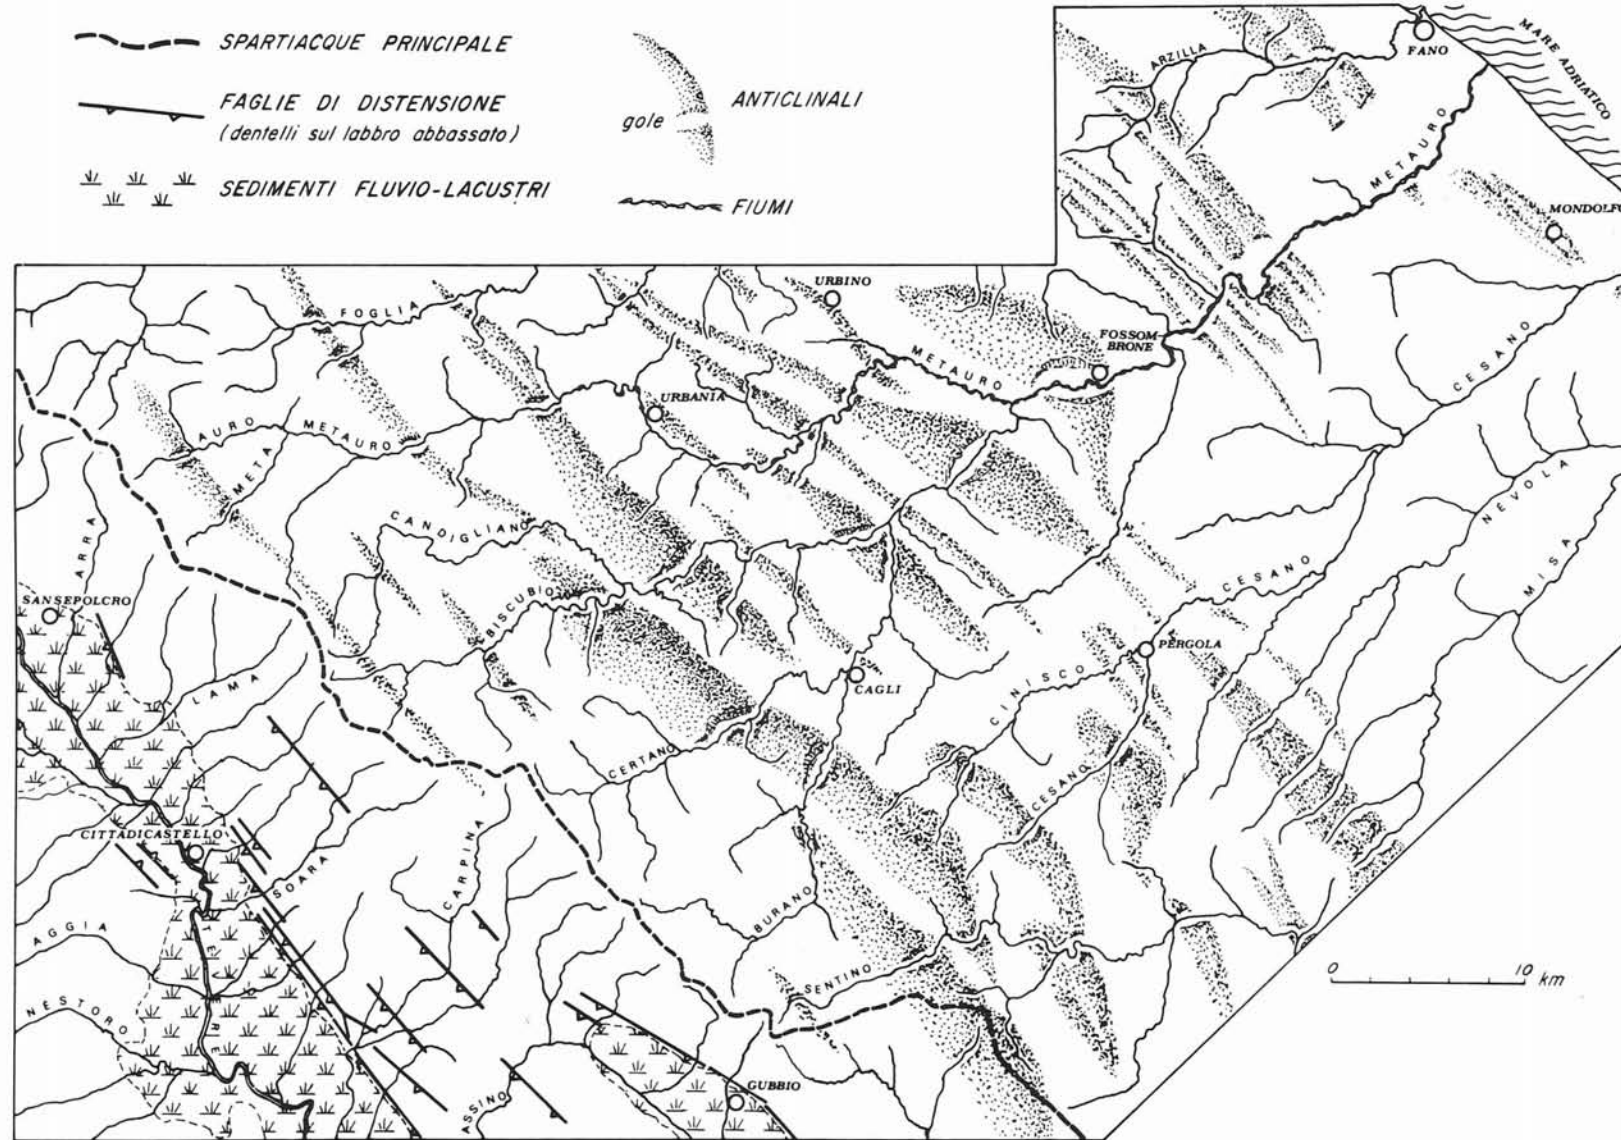 SPARTIACQUE PRINCIPALE
FAGLIE DI DISTENSIONE
(dentelli sul labbro abbassato)
SEDIMENTI FLUVIO-LACUSTRI
gole
ANTICLINALI
FIUMI
MARE ADRIATICO
FANO
ARZILLA
METAURO
MONDOLFO
URBINO
FOGLIA
FOSSOM-
BRONE
METAURO
CESANO
URBANIA
AURO
METAURO
META
NEVOLA
CANDIGLIANO
ARRA
MISA
CESANO
BISCUBIO
SANSEPOLCRO
PERGOLA
LAMA
CAGLI
CINISCO
CERTANO
CESANO
CITTADICASTELLO
SOARA
CARPINA
BURANO
AGGIA
TEVERE
SENTINO
NESTORO
0 10 km
GUBBIO
ASSINO